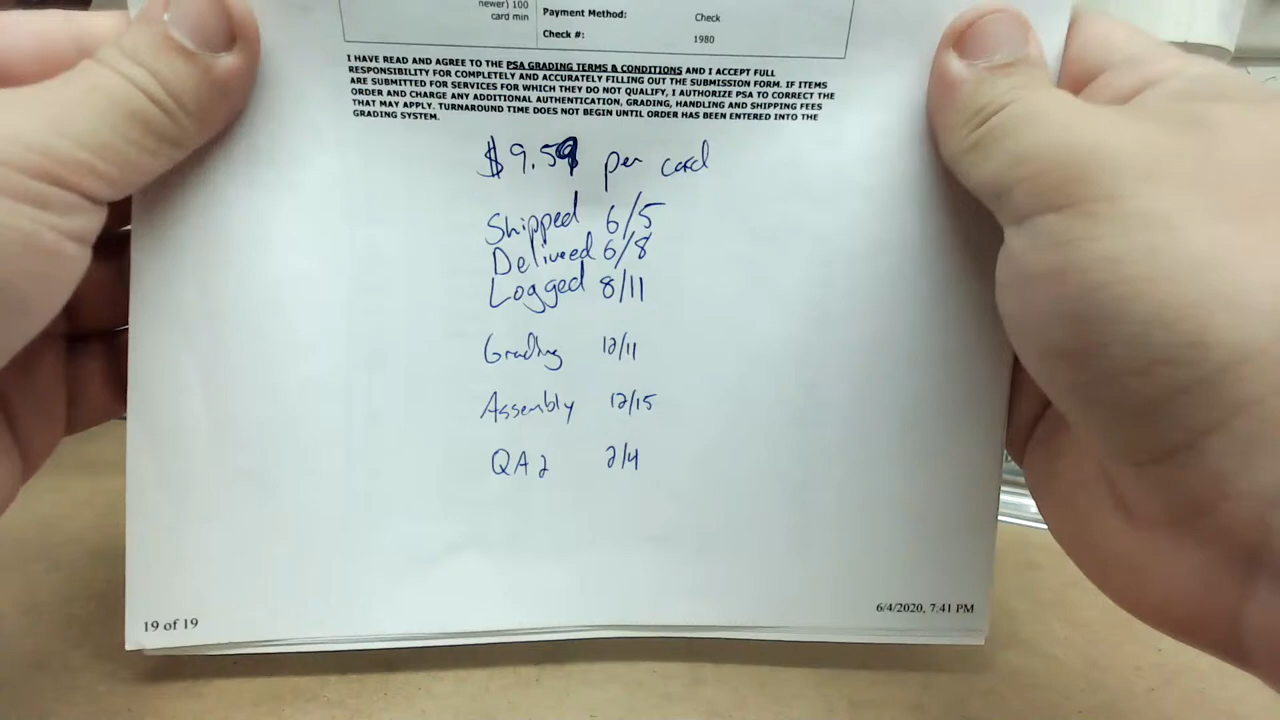 newer) 100
card min
Payment Method: Check
Check #: 1980
I HAVE READ AND AGREE TO THE PSA GRADING TERMS & CONDITIONS AND I ACCEPT FULL
RESPONSIBILITY FOR COMPLETELY AND ACCURATELY FILLING OUT THE SUBMISSION FORM. IF ITEMS
ARE SUBMITTED FOR SERVICES FOR WHICH THEY DO NOT QUALIFY, I AUTHORIZE PSA TO CORRECT THE
ORDER AND CHARGE ANY ADDITIONAL AUTHENTICATION, GRADING, HANDLING AND SHIPPING FEES
THAT MAY APPLY. TURNAROUND TIME DOES NOT BEGIN UNTIL ORDER HAS BEEN ENTERED INTO THE
GRADING SYSTEM.
$9.59 per card
Shipped 6/5
Delivered 6/8
Logged 8/11
Grading 12/11
Assembly 12/15
QA2 2/4
19 of 19
6/4/2020, 7:41 PM